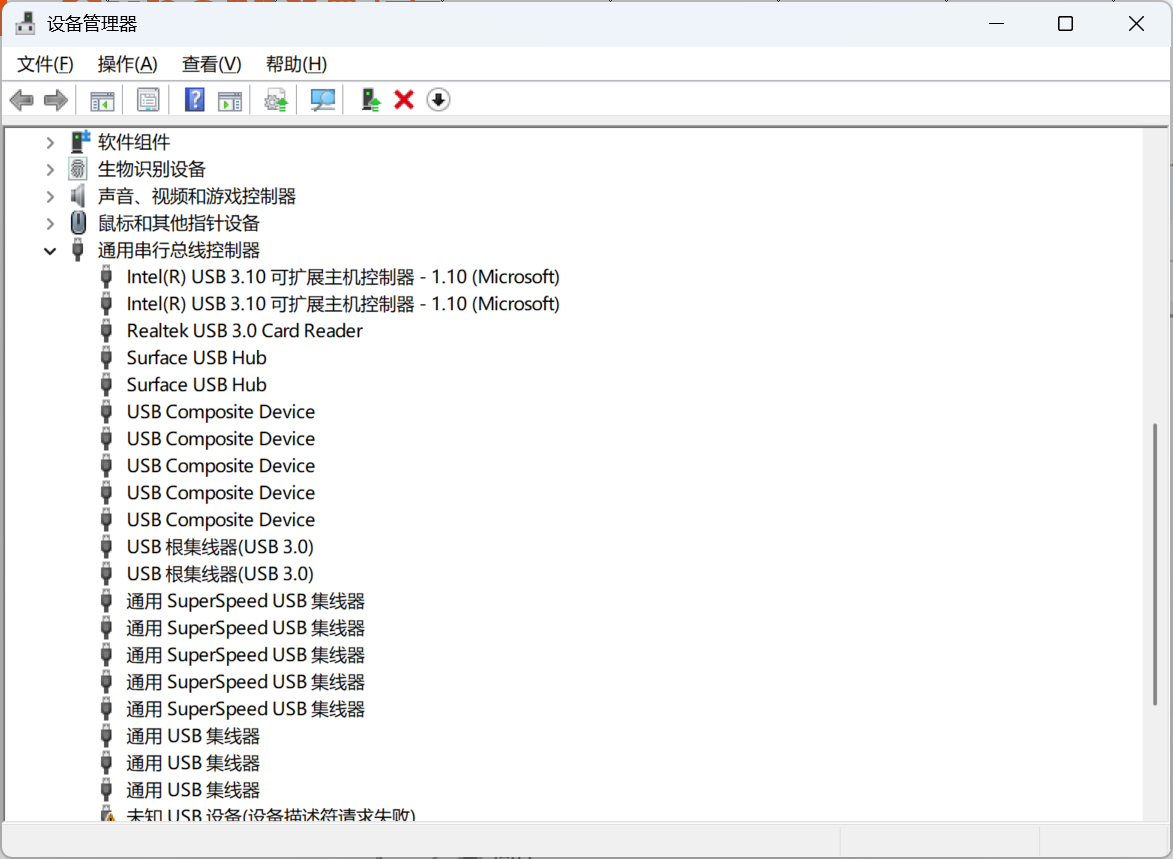 设备管理器
文件(F) 操作(A) 查看(V) 帮助(H)
软件组件
生物识别设备
声音、视频和游戏控制器
鼠标和其他指针设备
通用串行总线控制器
Intel(R) USB 3.10 可扩展主机控制器 - 1.10 (Microsoft)
Intel(R) USB 3.10 可扩展主机控制器 - 1.10 (Microsoft)
Realtek USB 3.0 Card Reader
Surface USB Hub
Surface USB Hub
USB Composite Device
USB Composite Device
USB Composite Device
USB Composite Device
USB Composite Device
USB 根集线器(USB 3.0)
USB 根集线器(USB 3.0)
通用 SuperSpeed USB 集线器
通用 SuperSpeed USB 集线器
通用 SuperSpeed USB 集线器
通用 SuperSpeed USB 集线器
通用 SuperSpeed USB 集线器
通用 USB 集线器
通用 USB 集线器
通用 USB 集线器
未知 USB 设备(设备描述符请求失败)